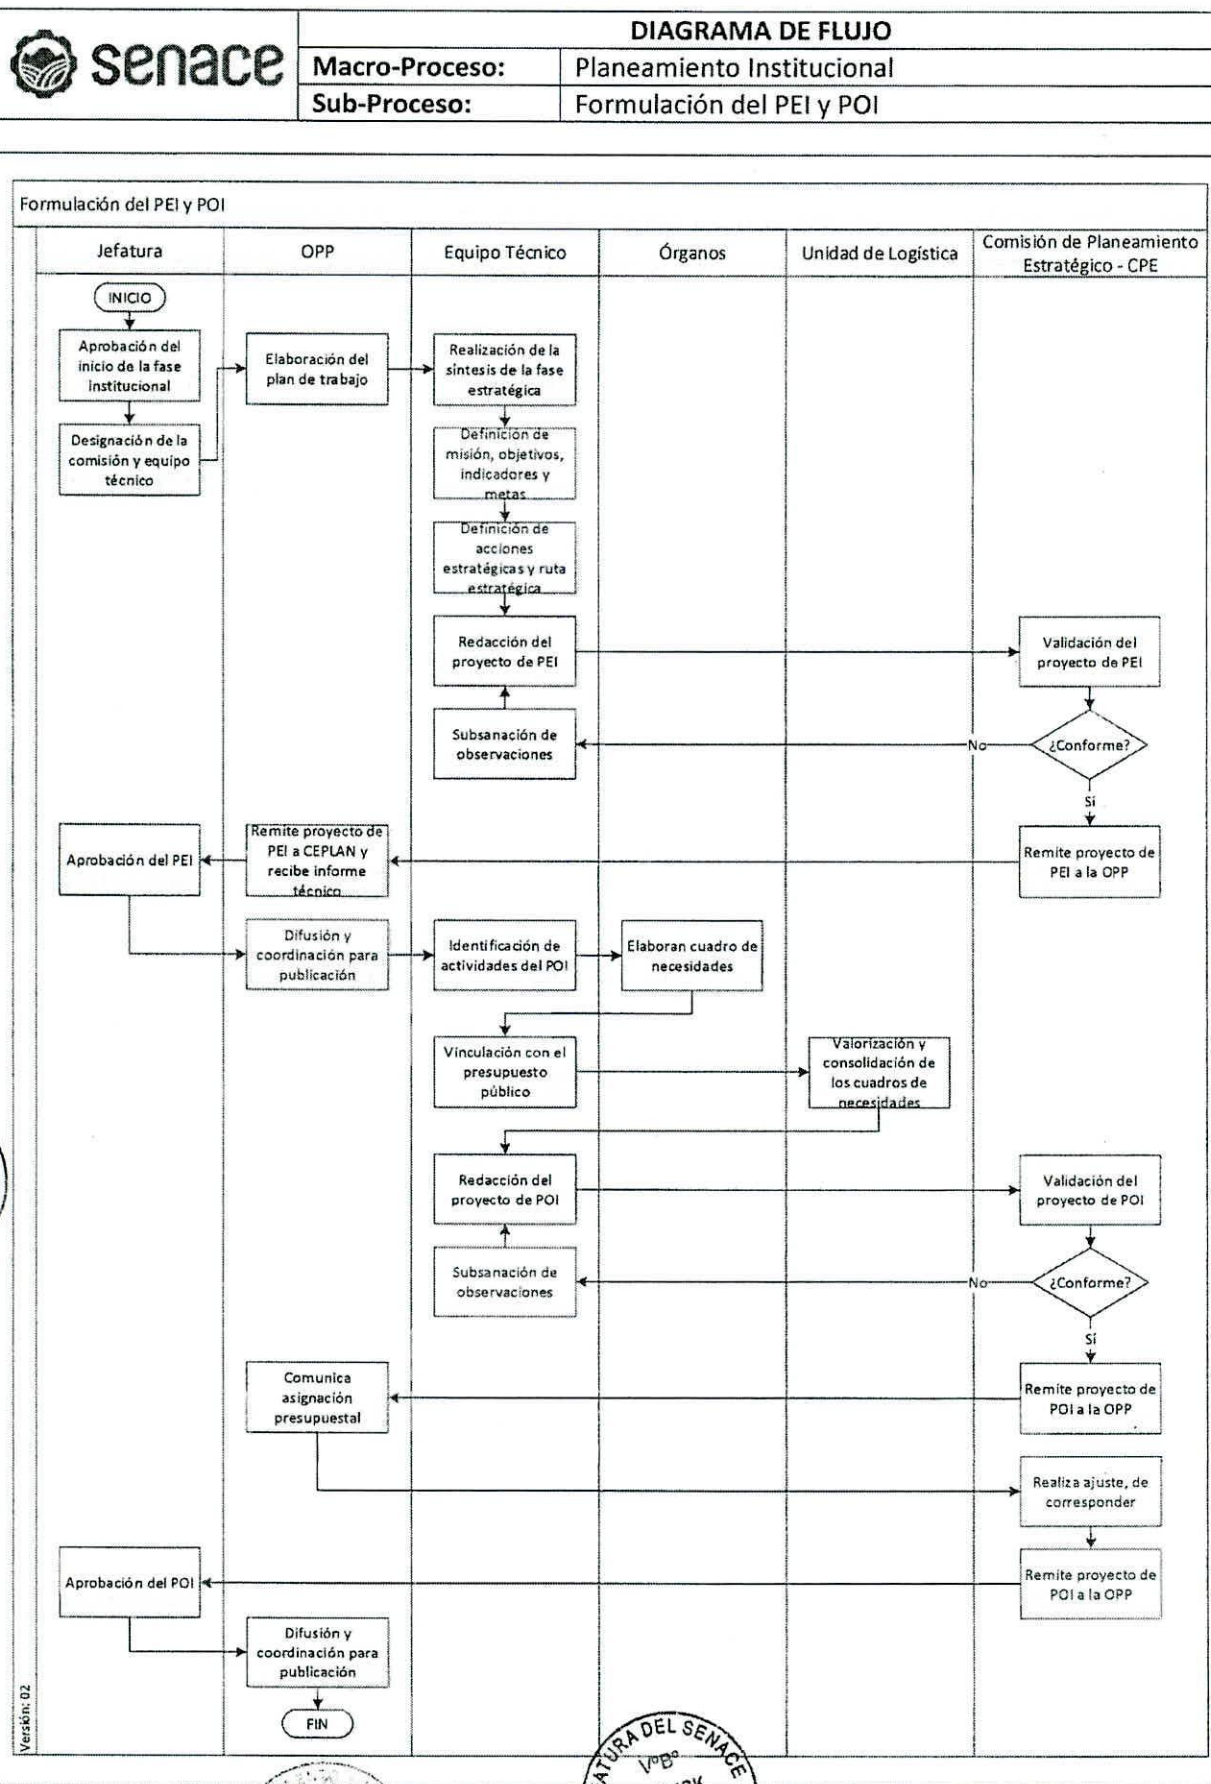 senace
DIAGRAMA DE FLUJO
Macro-Proceso:
Planeamiento Institucional
Sub-Proceso:
Formulación del PEI y POI
Formulación del PEI y POI
Jefatura
OPP
Equipo Técnico
Órganos
Unidad de Logística
Comisión de Planeamiento
Estratégico - CPE
INICIO
Aprobación del
inicio de la fase
institucional
Elaboración del
plan de trabajo
Realización de la
síntesis de la fase
estratégica
Designación de la
comisión y equipo
técnico
Definición de
misión, objetivos,
indicadores y
metas
Definición de
acciones
estratégicas y ruta
estratégica
Redacción del
proyecto de PEI
Validación del
proyecto de PEI
Subsanación de
observaciones
No
¿Conforme?
Sí
Aprobación del PEI
Remite proyecto de
PEI a CEPLAN y
recibe informe
técnico
Remite proyecto de
PEI a la OPP
Difusión y
coordinación para
publicación
Identificación de
actividades del POI
Elaboran cuadro de
necesidades
Vinculación con el
presupuesto
público
Valorización y
consolidación de
los cuadros de
necesidades
Redacción del
proyecto de POI
Validación del
proyecto de POI
Subsanación de
observaciones
No
¿Conforme?
Sí
Comunica
asignación
presupuestal
Remite proyecto de
POI a la OPP
Realiza ajuste, de
corresponder
Aprobación del POI
Remite proyecto de
POI a la OPP
Difusión y
coordinación para
publicación
FIN
Versión: 02
ATURA DEL SENACE
VºBº